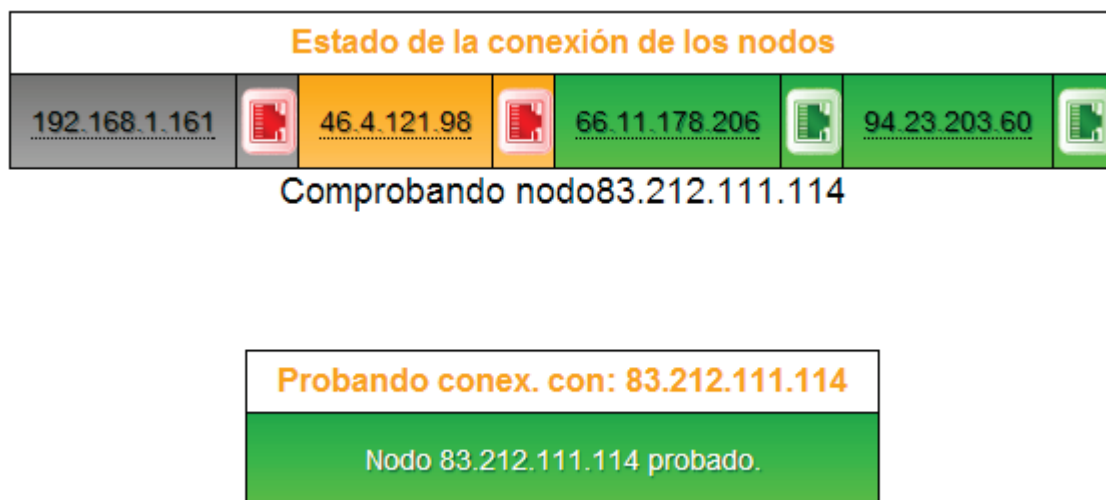 Estado de la conexión de los nodos
192.168.1.161 46.4.121.98 66.11.178.206 94.23.203.60
Comprobando nodo83.212.111.114
Probando conex. con: 83.212.111.114
Nodo 83.212.111.114 probado.